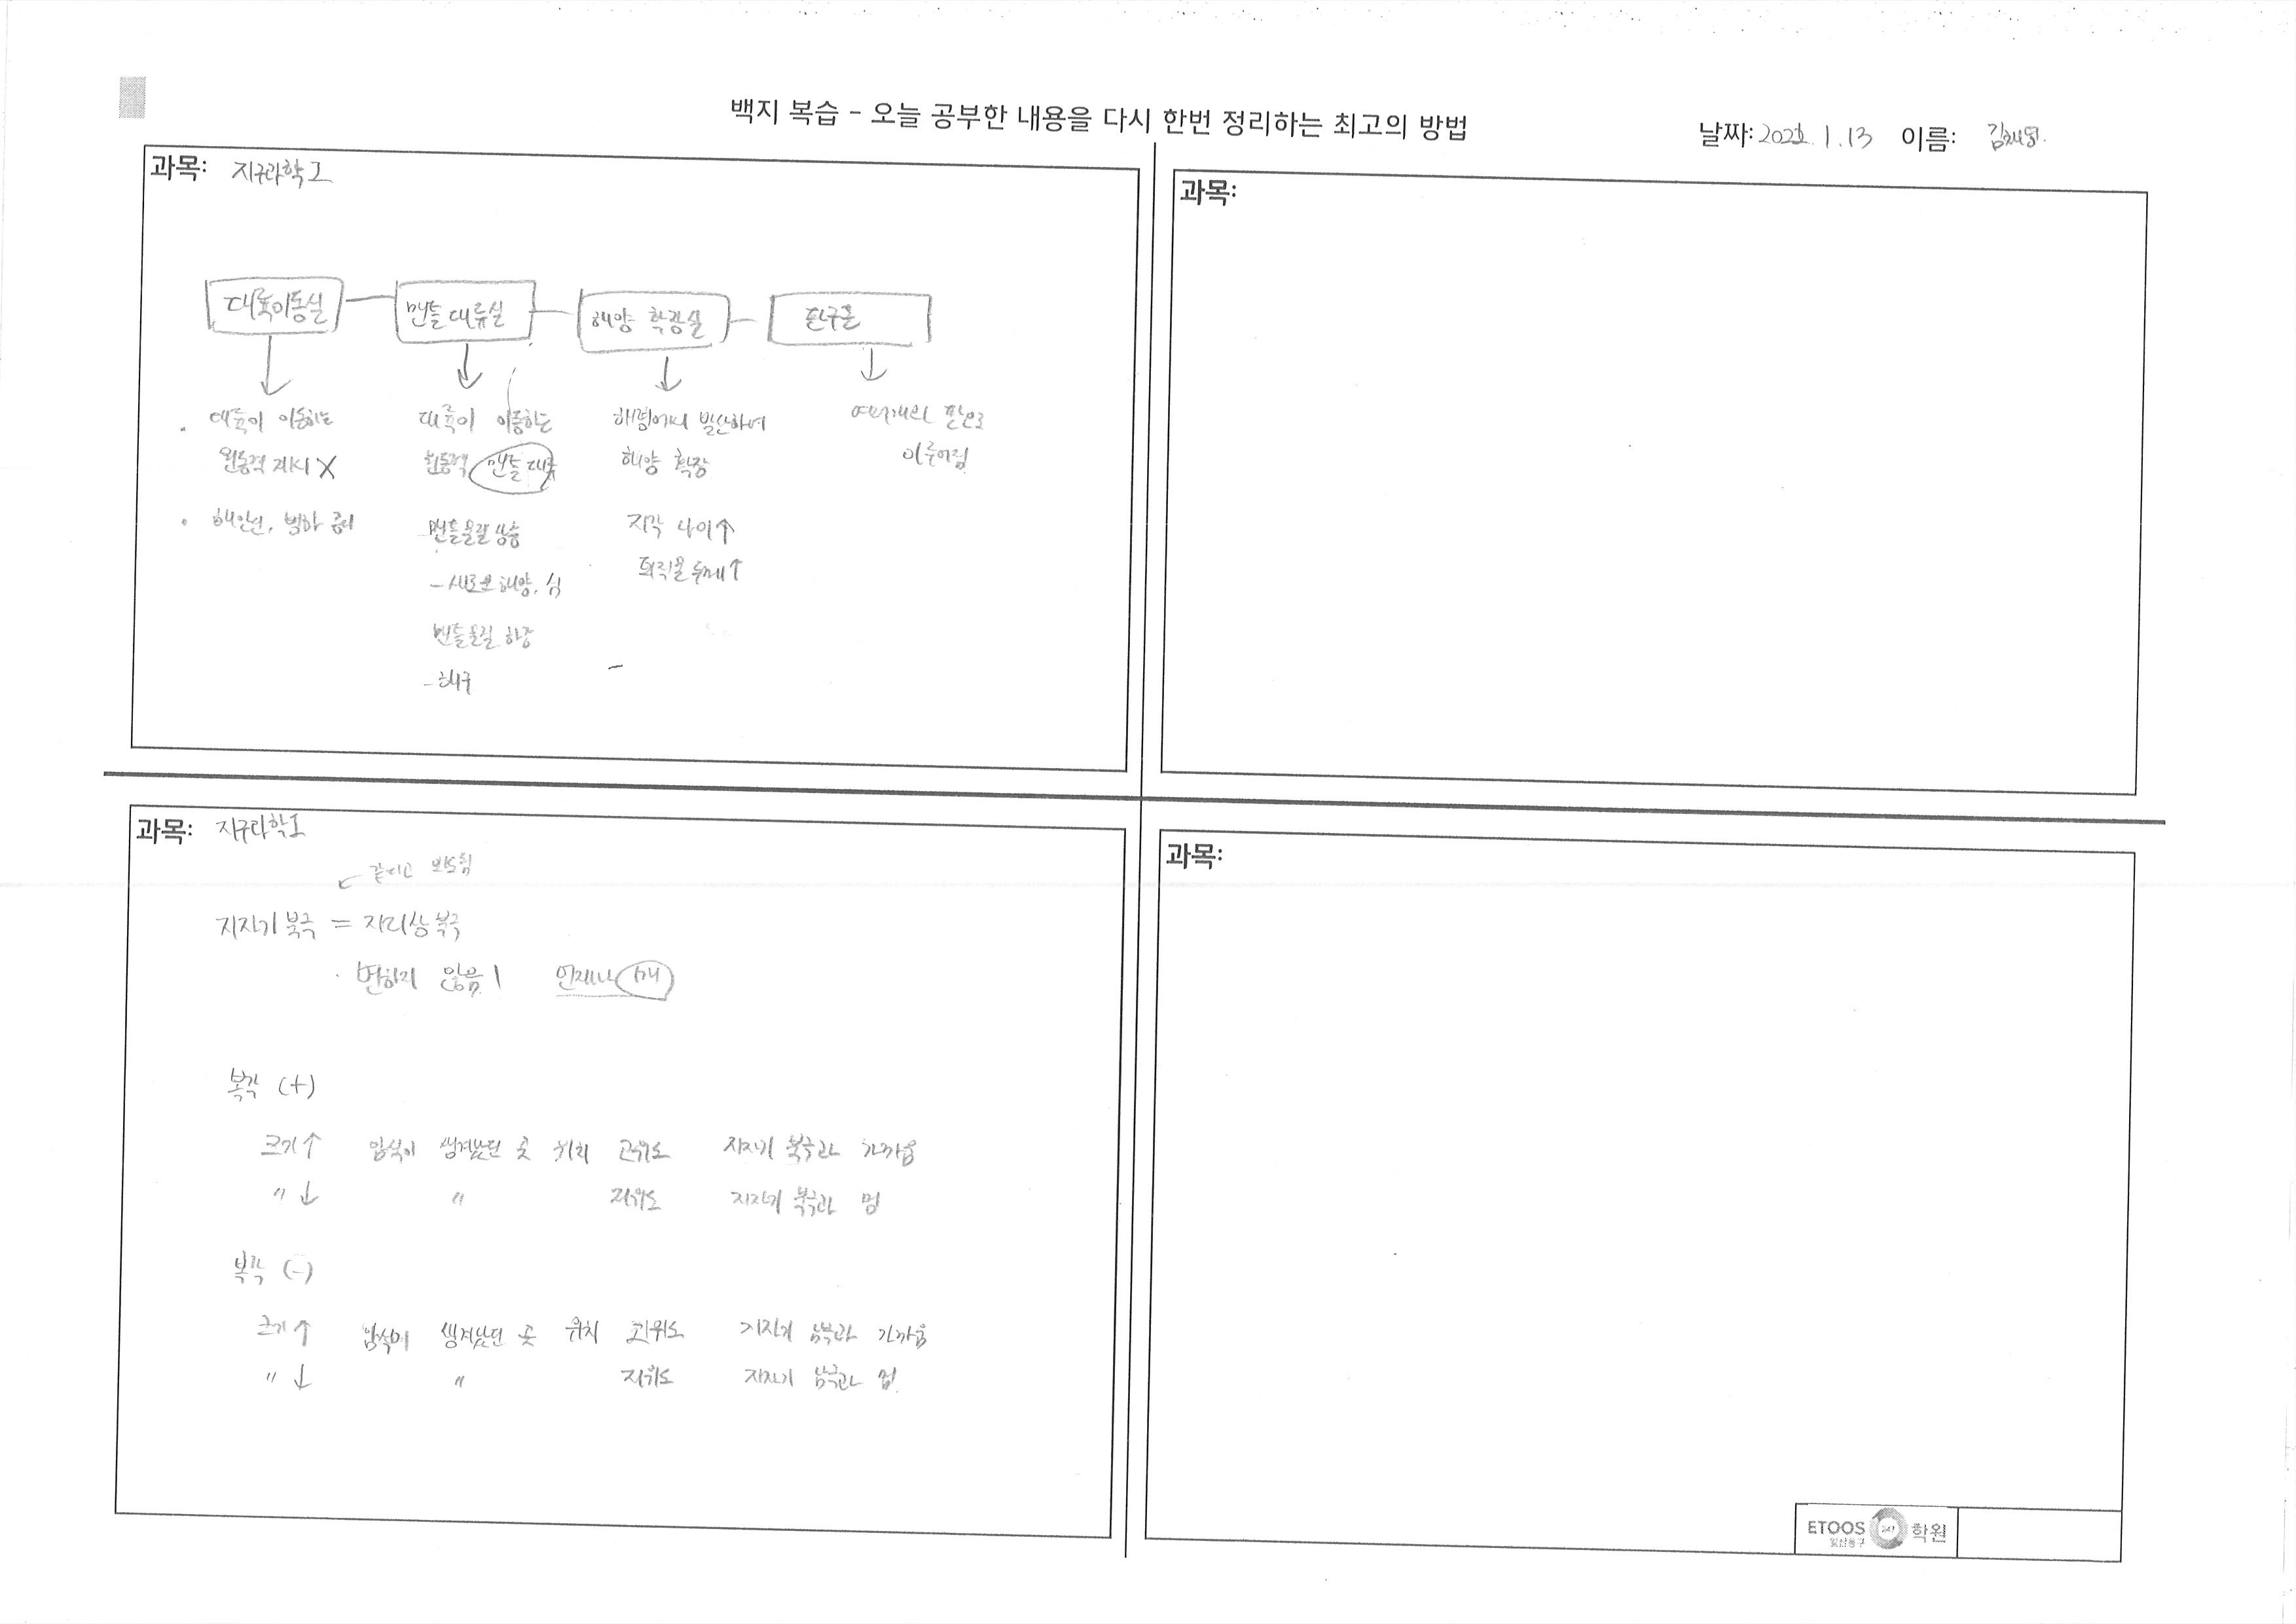 백지 복습 - 오늘 공부한 내용을 다시 한번 정리하는 최고의 방법
날짜: 1.13 이름:
과목: 지구과학I
대륙이동설
맨틀대류설
해양 확장설
판구조론
대륙이 이동하는
원동력 제시 X
해안선, 빙하 증거
대륙이 이동하는
원동력 맨틀 대류
맨틀물질 상승
- 새로운 해양, 섬
맨틀물질 하강
- 해구
해령에서 발산하여
해양 확장
지각 나이↑
퇴적물 두께↑
여러개의 판으로
이루어짐
과목:
과목: 지구과학I
같다고 보도됨
지자기 북극 = 지리상 북극
변하지 않음! 언제나 1개
복각 (+)
크기↑ 암석이 생겨났던 곳 위치 고위도 지자기 북극과 가까움
〃↓ 〃 저위도 지자기 북극과 멈
복각 (-)
크기↑ 암석이 생겨났던 곳 위치 고위도 지자기 남극과 가까움
〃↓ 〃 저위도 지자기 남극과 멈
과목:
ETOOS 247 학원
일산동구